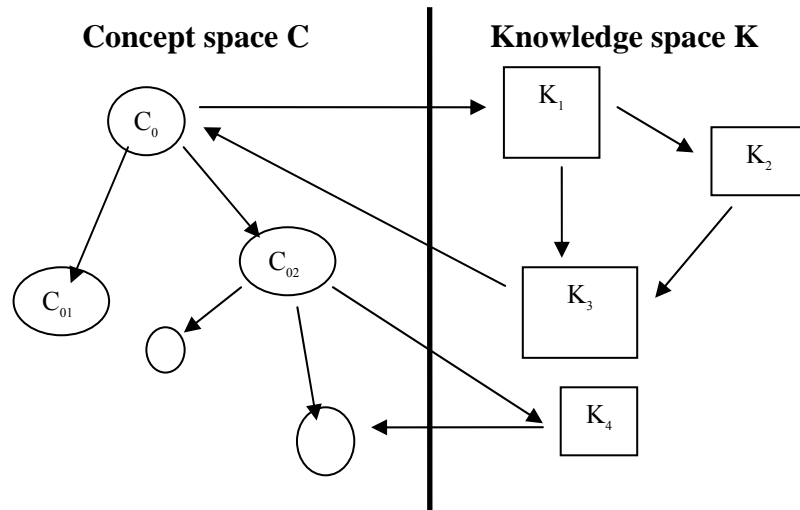 Concept space C
Knowledge space K
C₀
K₁
K₂
C₀₂
C₀₁
K₃
K₄